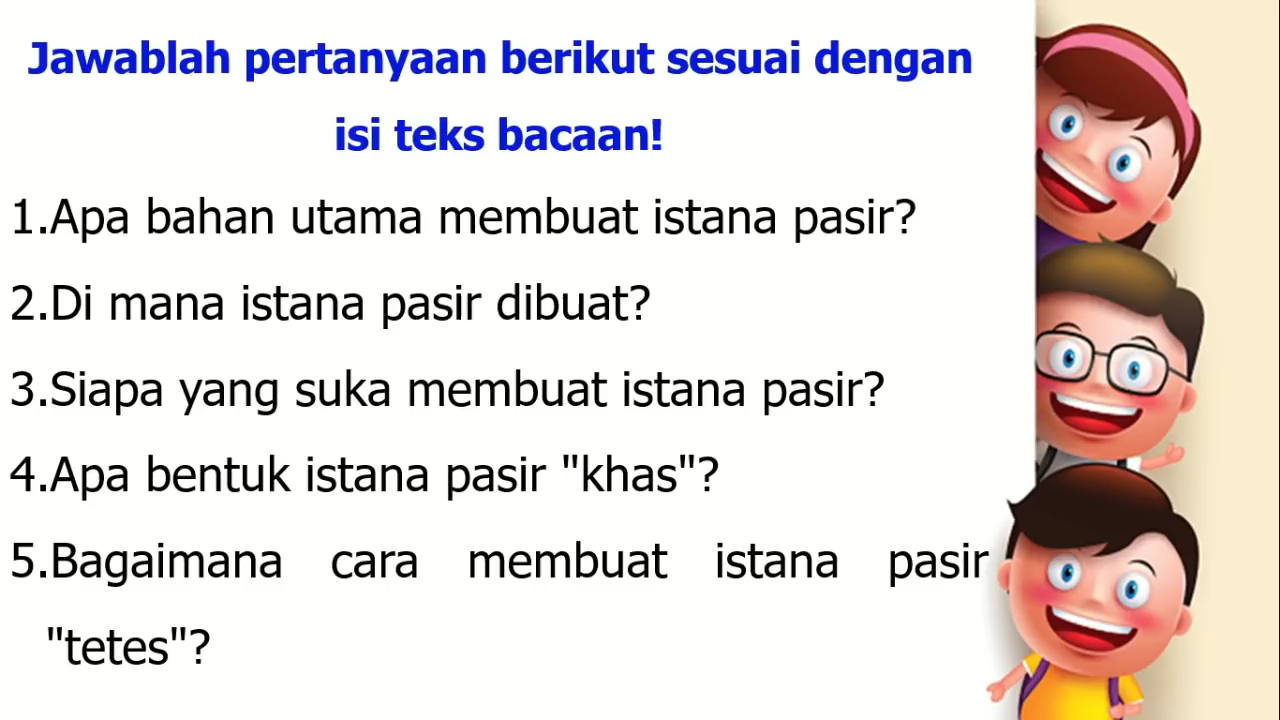 Jawablah pertanyaan berikut sesuai dengan
isi teks bacaan!
1.Apa bahan utama membuat istana pasir?
2.Di mana istana pasir dibuat?
3.Siapa yang suka membuat istana pasir?
4.Apa bentuk istana pasir "khas"?
5.Bagaimana cara membuat istana pasir
"tetes"?